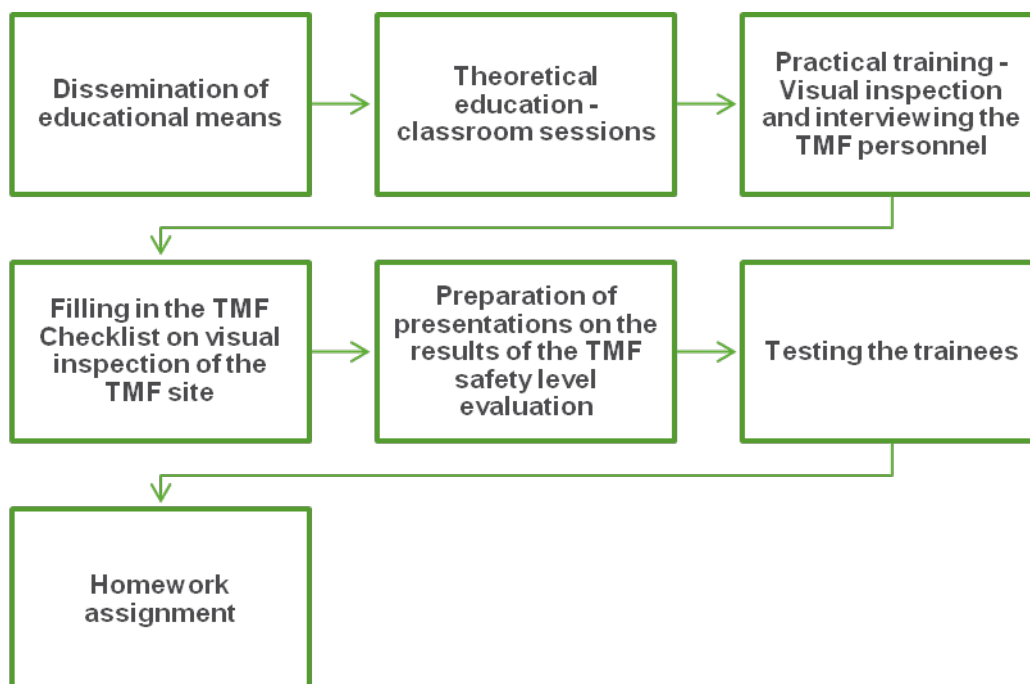 Dissemination of
educational means
Theoretical
education -
classroom sessions
Practical training -
Visual inspection
and interviewing the
TMF personnel
Filling in the TMF
Checklist on visual
inspection of the
TMF site
Preparation of
presentations on the
results of the TMF
safety level
evaluation
Testing the trainees
Homework
assignment